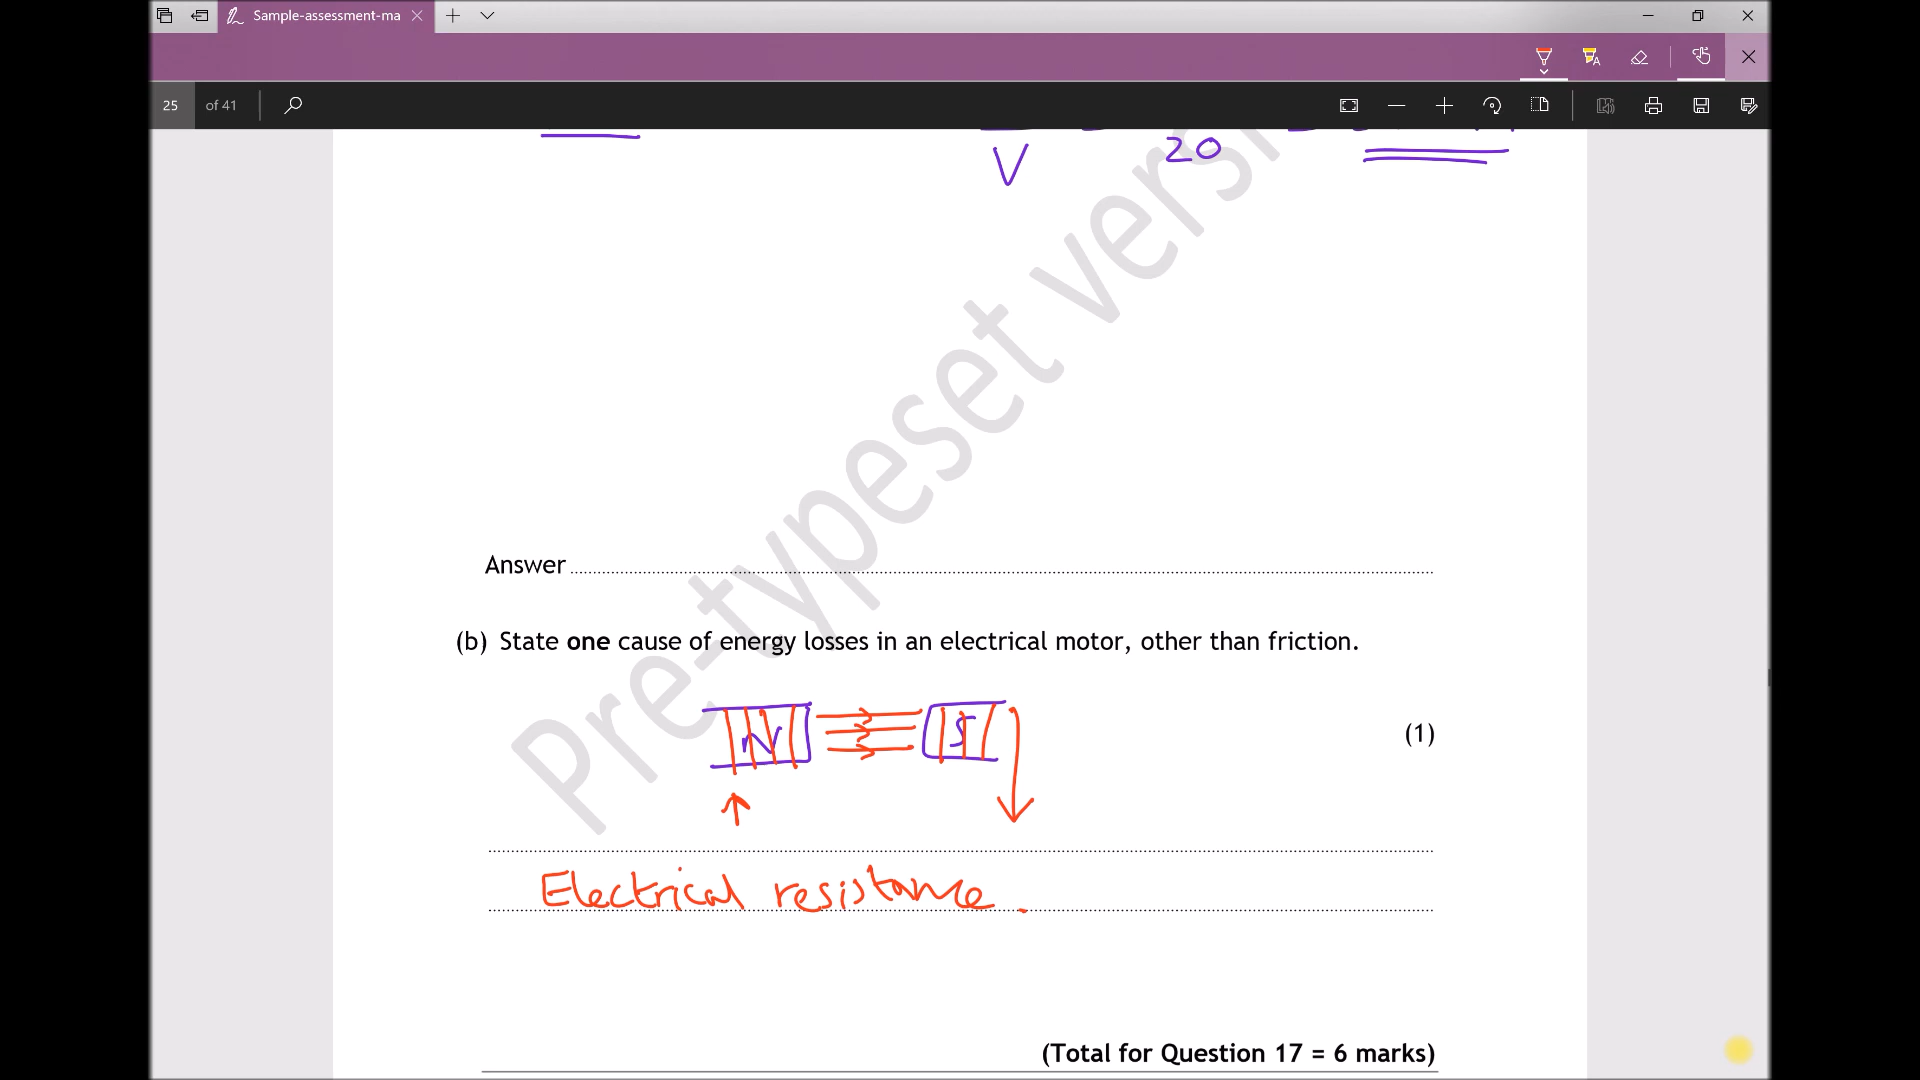 Sample-assessment-ma
25 of 41
V
20
Pre-typeset versi
Answer
(b) State one cause of energy losses in an electrical motor, other than friction.
N
S
(1)
Electrical resistance.
(Total for Question 17 = 6 marks)